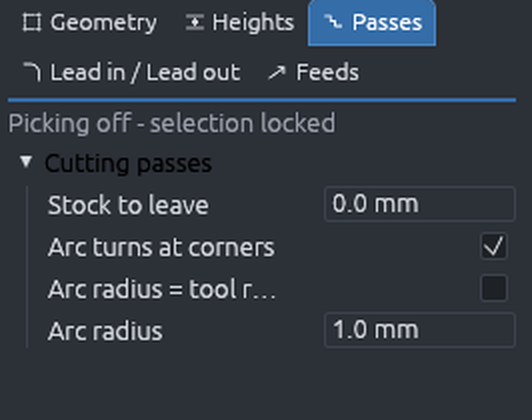 Geometry Heights Passes
Lead in / Lead out Feeds
Picking off - selection locked
Cutting passes
Stock to leave 0.0 mm
Arc turns at corners
Arc radius = tool r...
Arc radius 1.0 mm